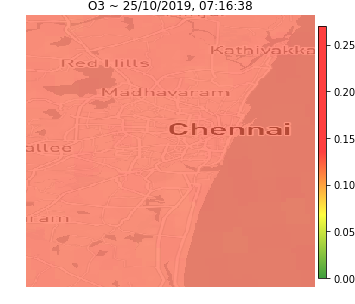 O3 ~ 25/10/2019, 07:16:38
Kathivakka
Red Hills
Madhavaram
Chennai
allee
ram
0.25
0.20
0.15
0.10
0.05
0.00